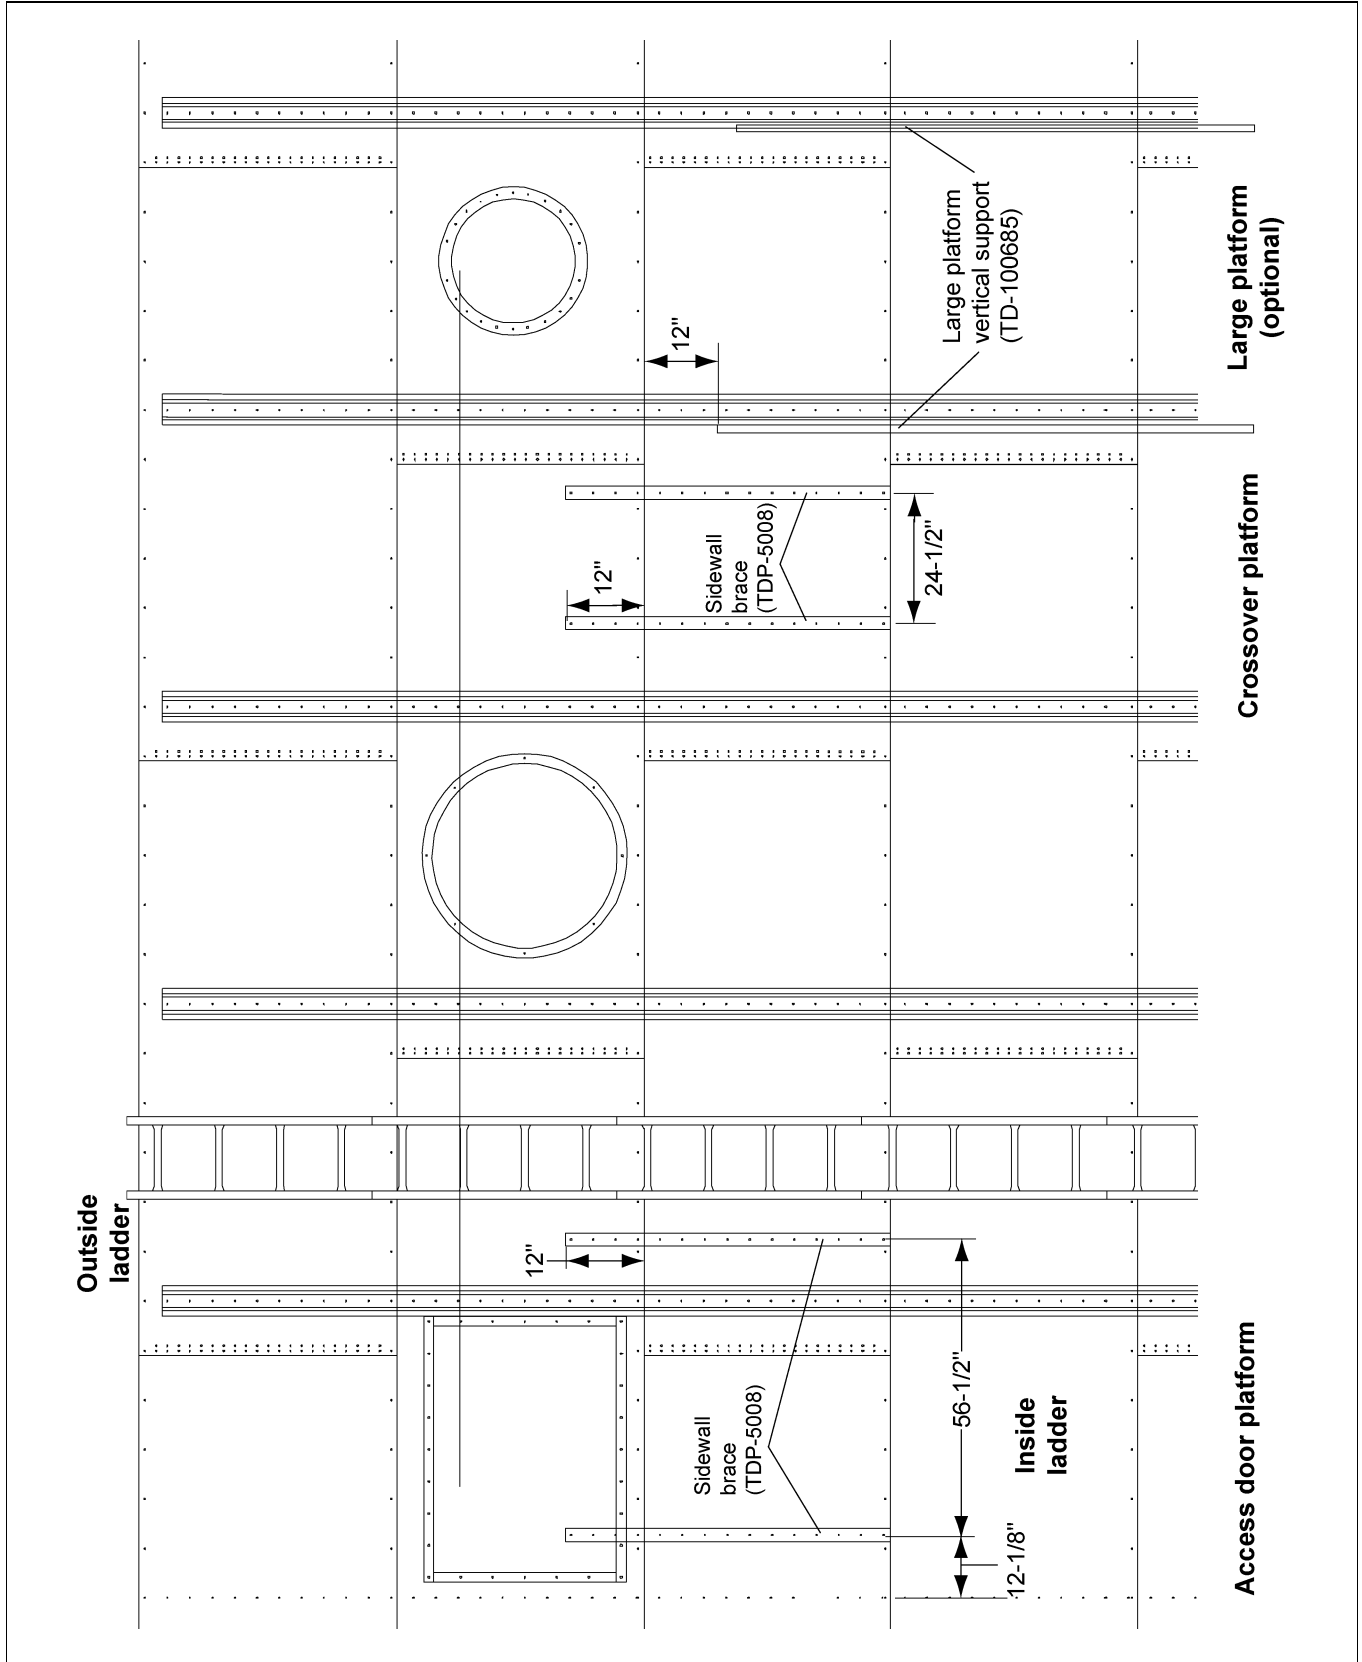 Outside
ladder
12"
Sidewall
brace
(TDP-5008)
56-1/2"
12-1/8"
Inside
ladder
Access door platform
12"
Sidewall
brace
(TDP-5008)
24-1/2"
Crossover platform
12"
Large platform
vertical support
(TD-100685)
Large platform
(optional)